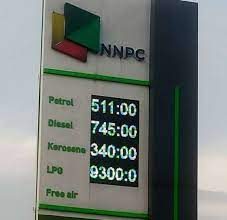 NNPC
Petrol 511:00
Diesel 745:00
Kerosene 340:00
LPG 9300:0
Free air